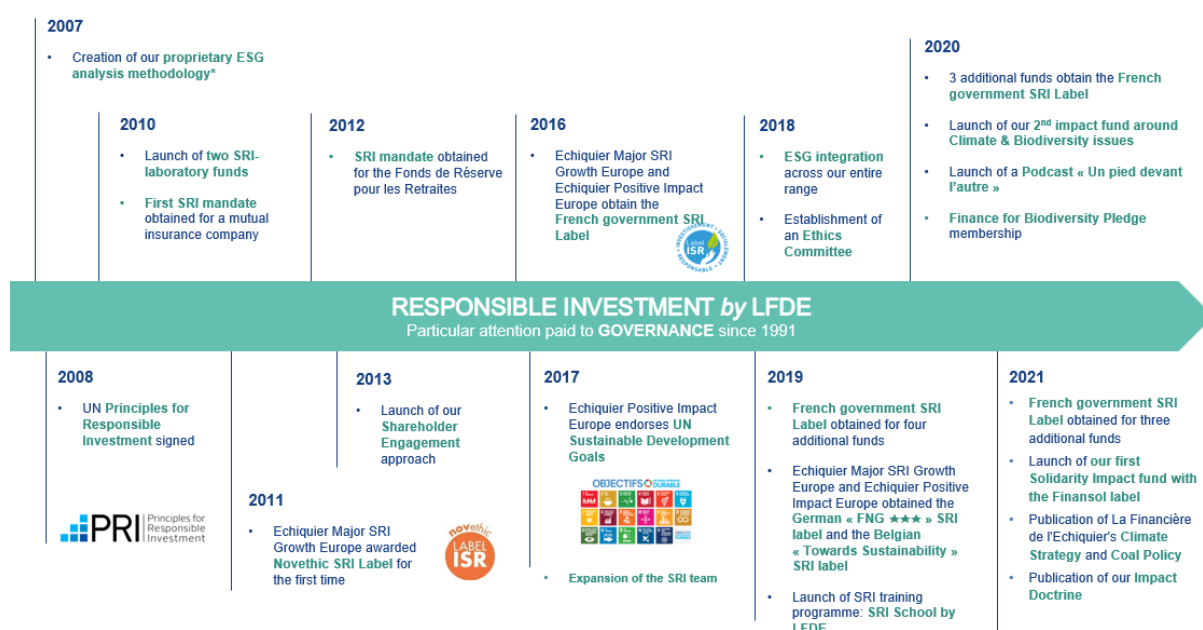 2007
• Creation of our proprietary ESG
analysis methodology*
2010
• Launch of two SRI-
laboratory funds
• First SRI mandate
obtained for a mutual
insurance company
2012
• SRI mandate obtained
for the Fonds de Réserve
pour les Retraites
2016
• Echiquier Major SRI
Growth Europe and
Echiquier Positive Impact
Europe obtain the
French government SRI
Label
INVESTISSEMENT • SOCIALEMENT • RESPONSABLE •
Label
ISR
2018
• ESG integration
across our entire
range
• Establishment of
an Ethics
Committee
2020
• 3 additional funds obtain the French
government SRI Label
• Launch of our 2nd impact fund around
Climate & Biodiversity issues
• Launch of a Podcast « Un pied devant
l'autre »
• Finance for Biodiversity Pledge
membership
RESPONSIBLE INVESTMENT by LFDE
Particular attention paid to GOVERNANCE since 1991
2008
• UN Principles for
Responsible
Investment signed
PRI Principles for
Responsible
Investment
2011
• Echiquier Major SRI
Growth Europe awarded
Novethic SRI Label for
the first time
novethic
LABEL
ISR
2013
• Launch of our
Shareholder
Engagement
approach
2017
• Echiquier Positive Impact
Europe endorses UN
Sustainable Development
Goals
OBJECTIFS
DURABLE
• Expansion of the SRI team
2019
• French government SRI
Label obtained for four
additional funds
• Echiquier Major SRI Growth
Europe and Echiquier Positive
Impact Europe obtained the
German « FNG ★★★ » SRI
label and the Belgian
« Towards Sustainability »
SRI label
• Launch of SRI training
programme: SRI School by
LFDE
2021
• French government SRI
Label obtained for three
additional funds
• Launch of our first
Solidarity Impact fund with
the Finansol label
• Publication of La Financière
de l'Echiquier's Climate
Strategy and Coal Policy
• Publication of our Impact
Doctrine